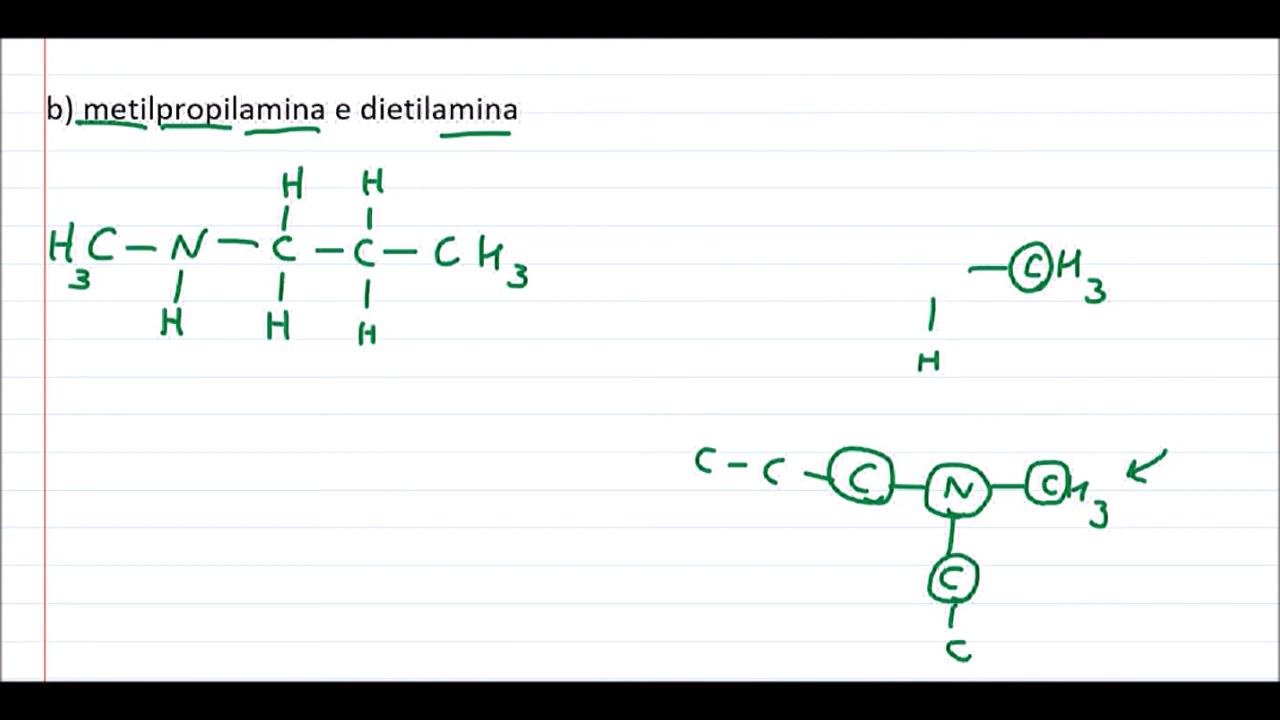 b) metilpropilamina e dietilamina
H H
H3C – N – C – C – CH3
H H H
– CH3
H
C – C – C – N – CH3
C
C